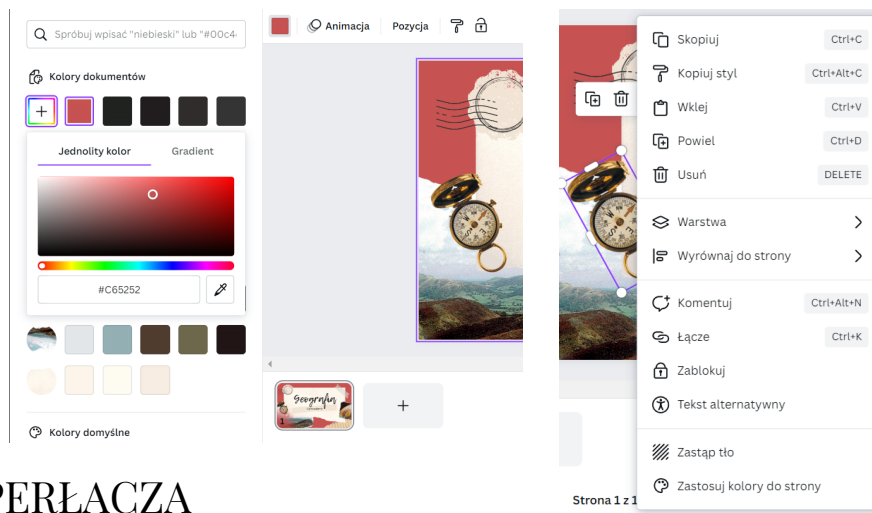 Spróbuj wpisać "niebieski" lub "#00c4
Kolory dokumentów
Jednolity kolor
Gradient
#C65252
Kolory domyślne
Animacja
Pozycja
Geografia
1
Skopiuj Ctrl+C
Kopiuj styl Ctrl+Alt+C
Wklej Ctrl+V
Powiel Ctrl+D
Usuń DELETE
Warstwa
Wyrównaj do strony
Komentuj Ctrl+Alt+N
Łącze Ctrl+K
Zablokuj
Tekst alternatywny
Zastąp tło
Zastosuj kolory do strony
Strona 1 z 1
PERŁACZA